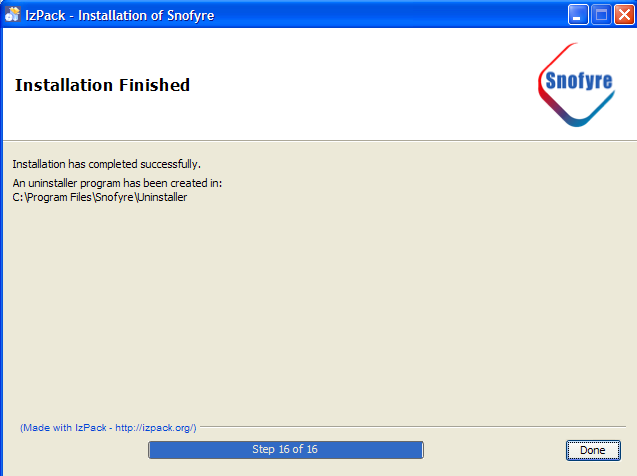 IzPack - Installation of Snofyre
Installation Finished
Snofyre
Installation has completed successfully.
An uninstaller program has been created in:
C:\Program Files\Snofyre\Uninstaller
(Made with IzPack - http://izpack.org/)
Step 16 of 16
Done